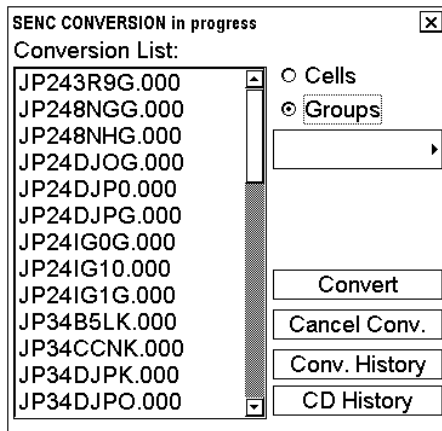 SENC CONVERSION in progress
Conversion List:
JP243R9G.000
JP248NGG.000
JP248NHG.000
JP24DJOG.000
JP24DJP0.000
JP24DJPG.000
JP24IG0G.000
JP24IG10.000
JP24IG1G.000
JP34B5LK.000
JP34CCNK.000
JP34DJPK.000
JP34DJPO.000
Cells
Groups
Convert
Cancel Conv.
Conv. History
CD History